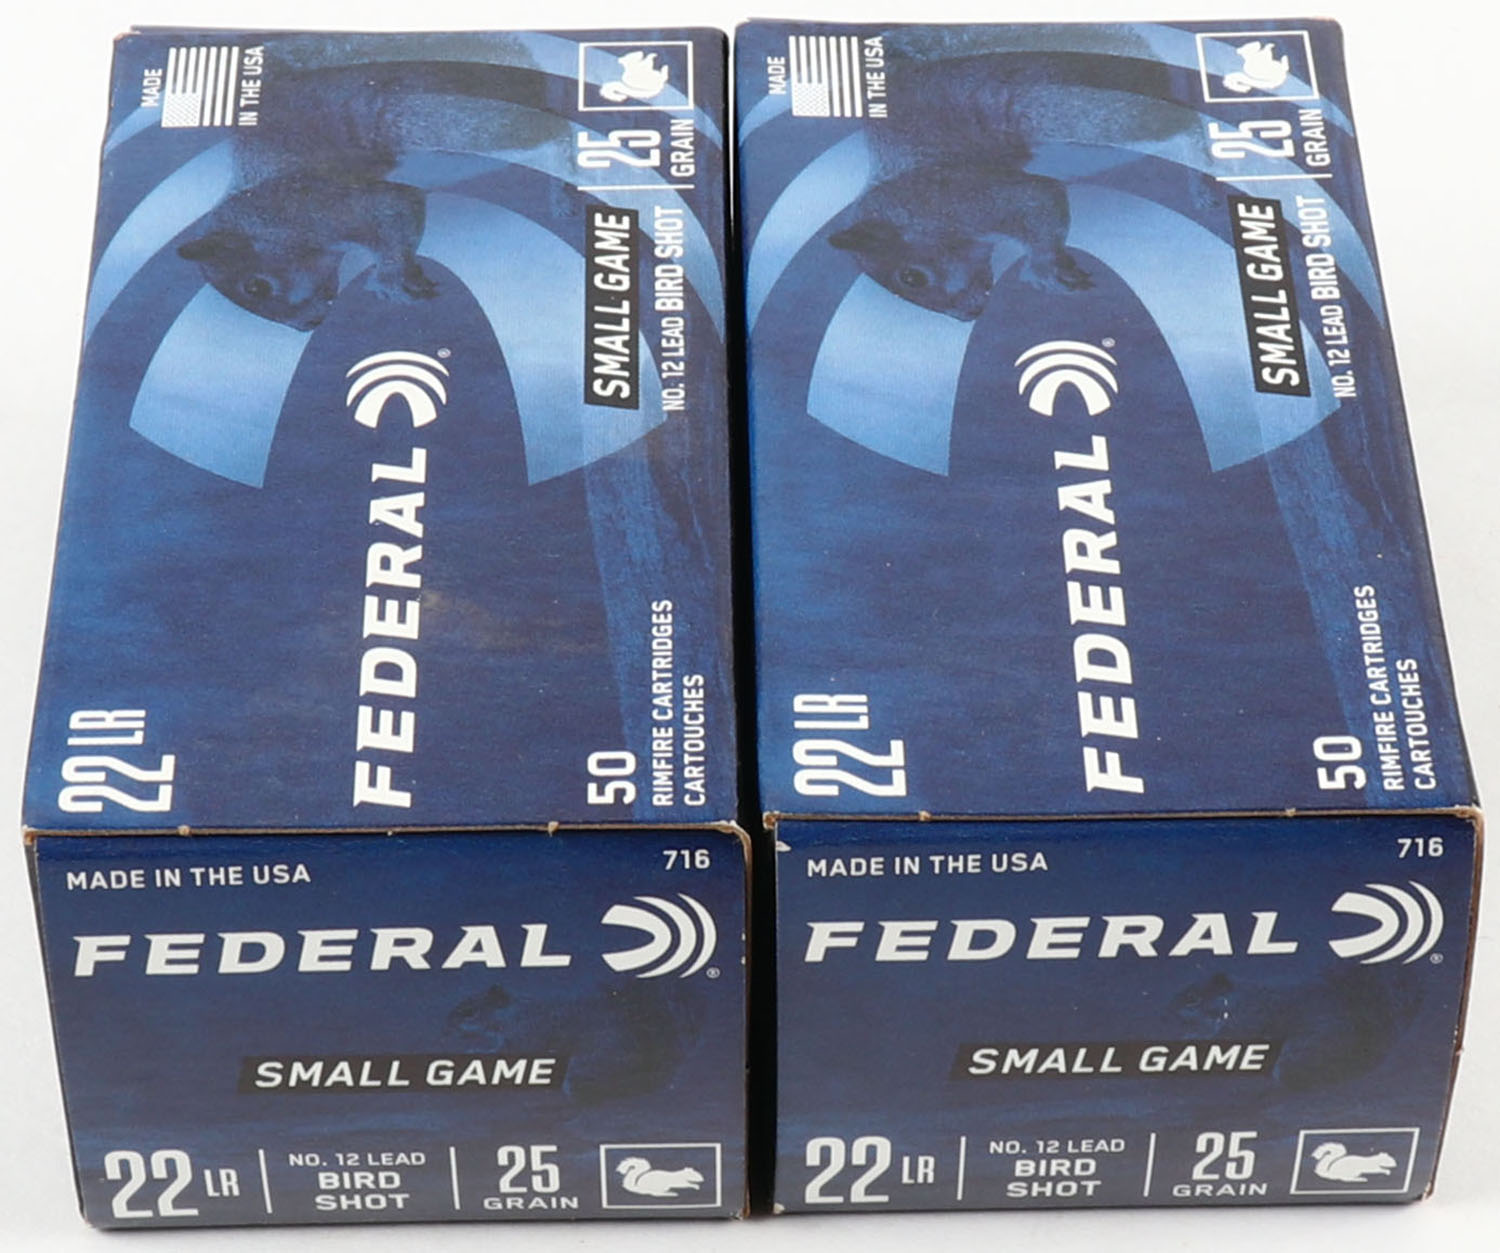 MADE
IN THE USA
25
GRAIN
SMALL GAME
NO. 12 LEAD BIRD SHOT
FEDERAL®
22 LR
50
RIMFIRE CARTRIDGES
CARTOUCHES
MADE IN THE USA
716
FEDERAL®
SMALL GAME
22 LR
NO. 12 LEAD
BIRD
SHOT
25
GRAIN
MADE
IN THE USA
25
GRAIN
SMALL GAME
NO. 12 LEAD BIRD SHOT
FEDERAL®
22 LR
50
RIMFIRE CARTRIDGES
CARTOUCHES
MADE IN THE USA
716
FEDERAL®
SMALL GAME
22 LR
NO. 12 LEAD
BIRD
SHOT
25
GRAIN